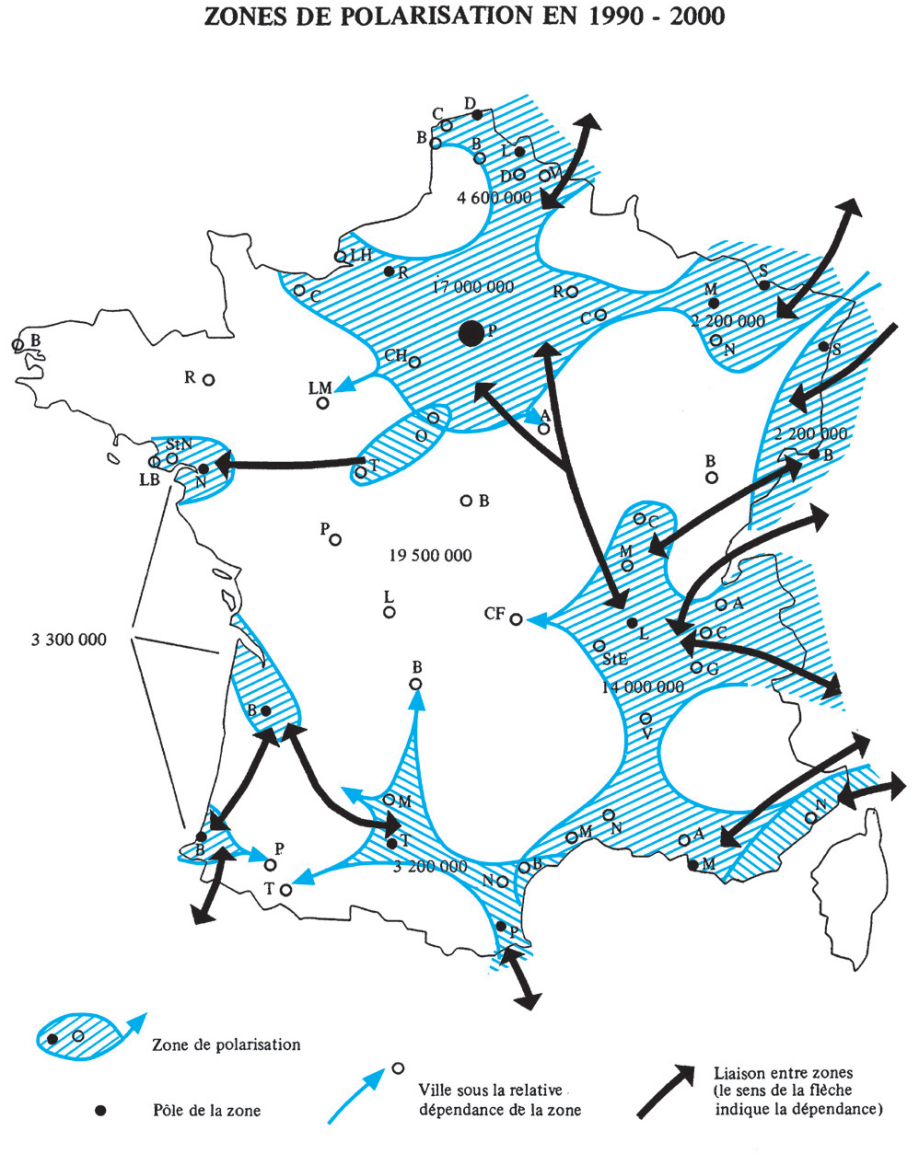 ZONES DE POLARISATION EN 1990 - 2000
D
C
B
B
L
D
V
4 600 000
LH
R
C
17 000 000
R
C
P
CH
M
S
2 200 000
N
S
B
R
LM
A
O
2 200 000
B
StN
LB
N
T
B
B
P
19 500 000
C
M
L
CF
A
L
C
StE
G
3 300 000
14 000 000
B
B
V
M
T
N
M
N
A
M
B
P
T
3 200 000
B
N
P
Zone de polarisation
Pôle de la zone
Ville sous la relative
dépendance de la zone
Liaison entre zones
(le sens de la flèche
indique la dépendance)